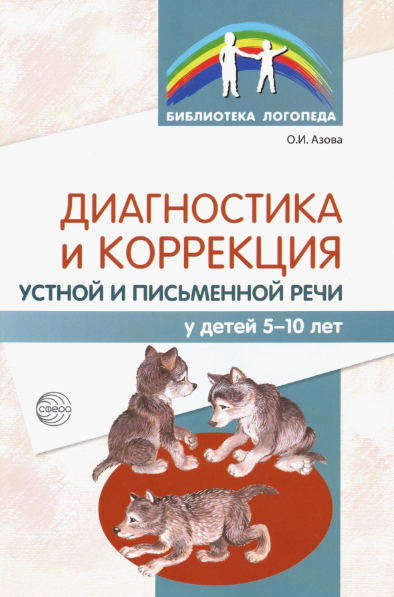 БИБЛИОТЕКА ЛОГОПЕДА
О.И. Азова
ДИАГНОСТИКА
и КОРРЕКЦИЯ
УСТНОЙ И ПИСЬМЕННОЙ РЕЧИ
у детей 5–10 лет
сфера